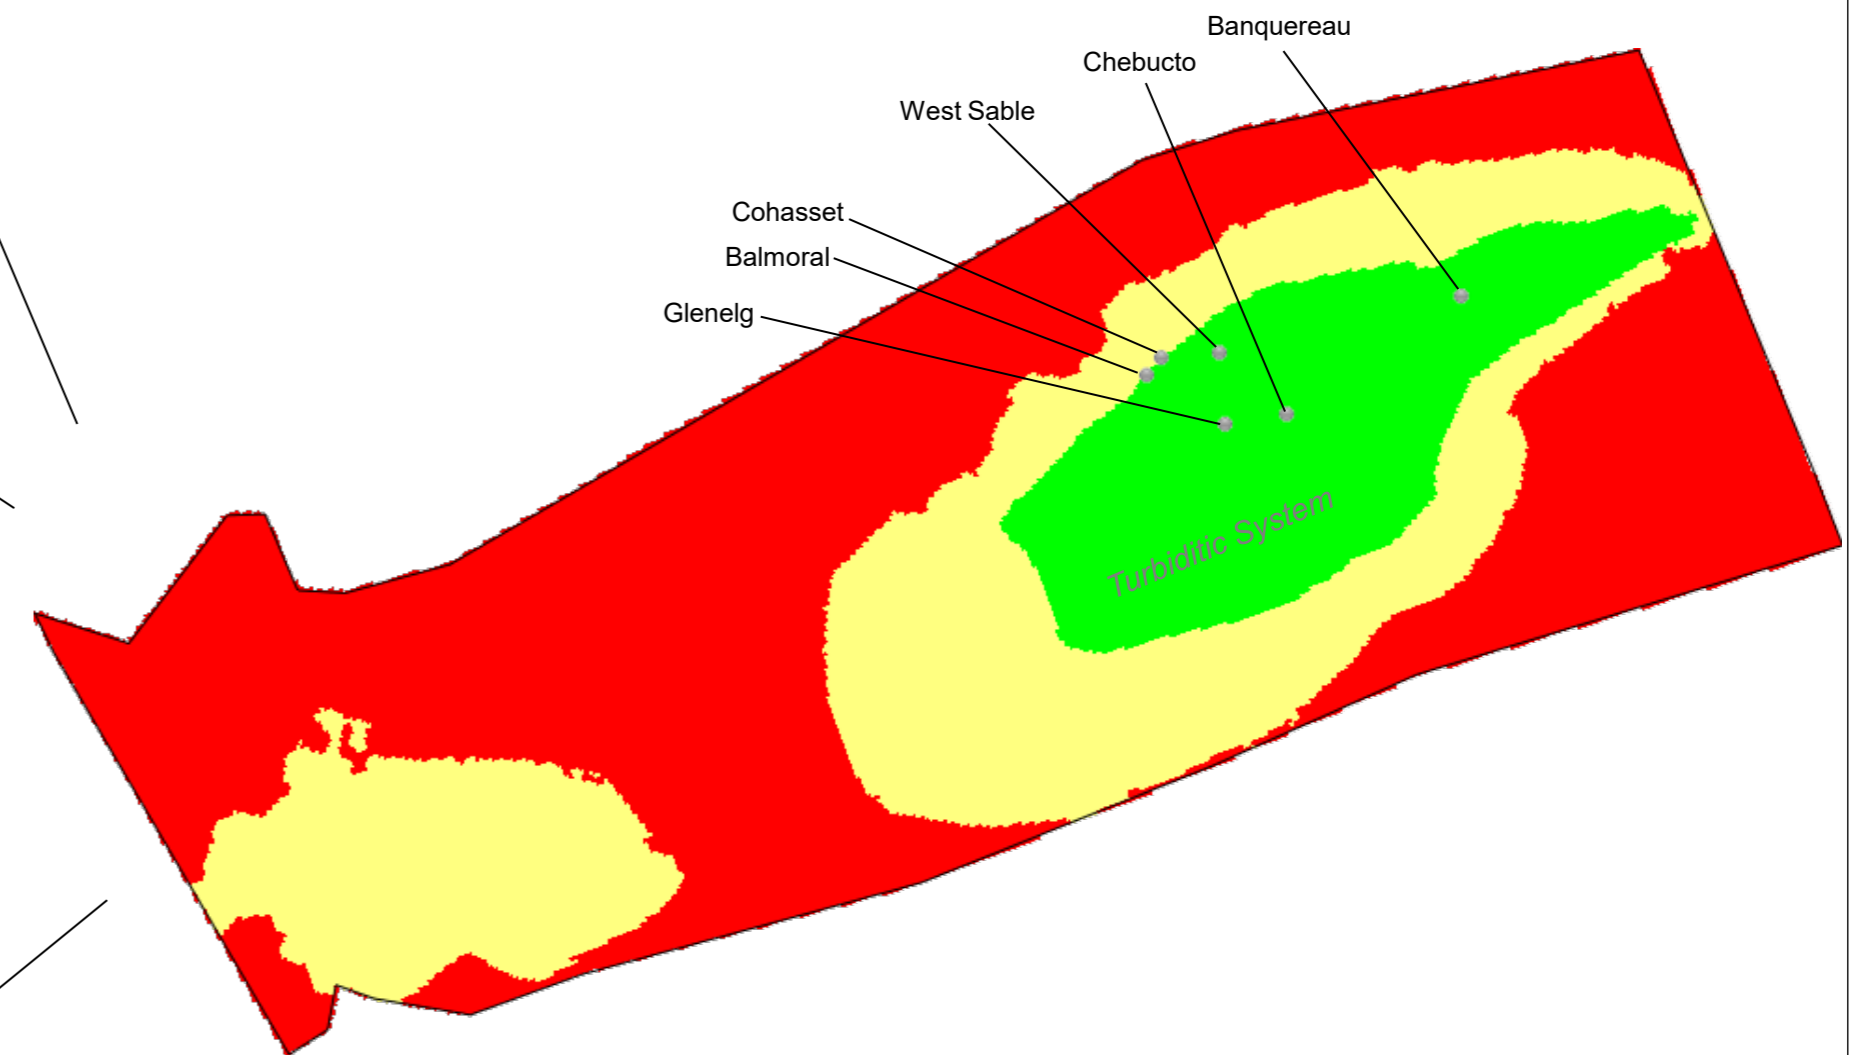 Banquereau
Chebucto
West Sable
Cohasset
Balmoral
Glenelg
Turbiditic System